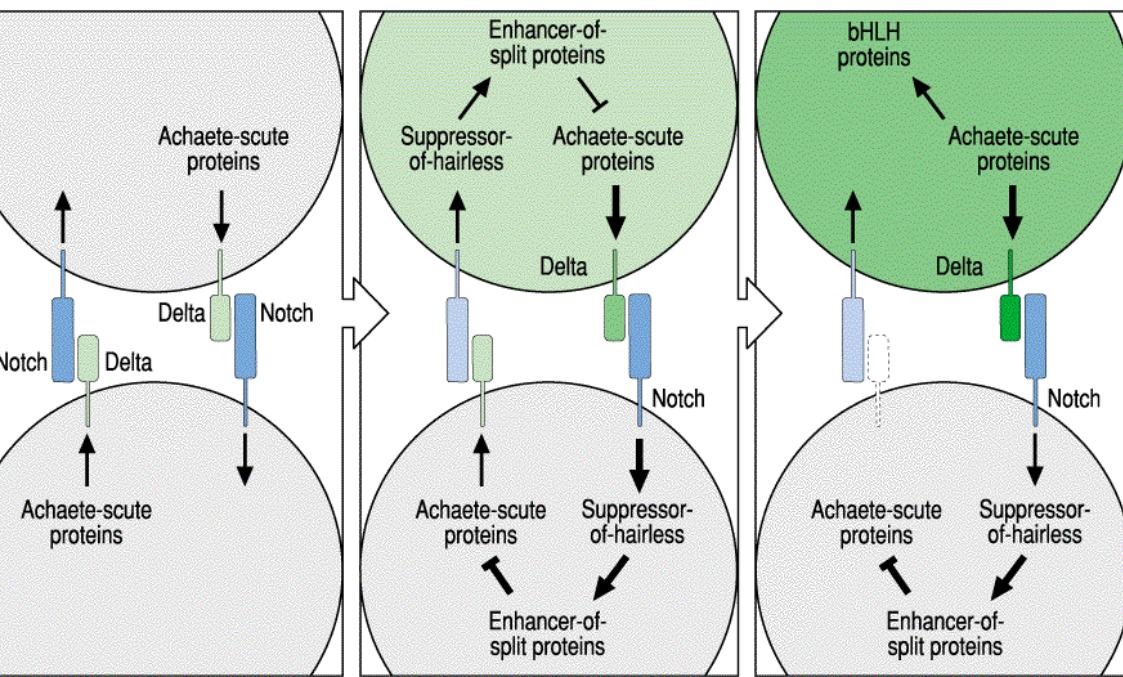 Achaete-scute
proteins
Delta
Notch
Notch
Delta
Achaete-scute
proteins
Enhancer-of-
split proteins
Suppressor-
of-hairless
Achaete-scute
proteins
Delta
Notch
Achaete-scute
proteins
Suppressor-
of-hairless
Enhancer-of-
split proteins
bHLH
proteins
Achaete-scute
proteins
Delta
Notch
Achaete-scute
proteins
Suppressor-
of-hairless
Enhancer-of-
split proteins